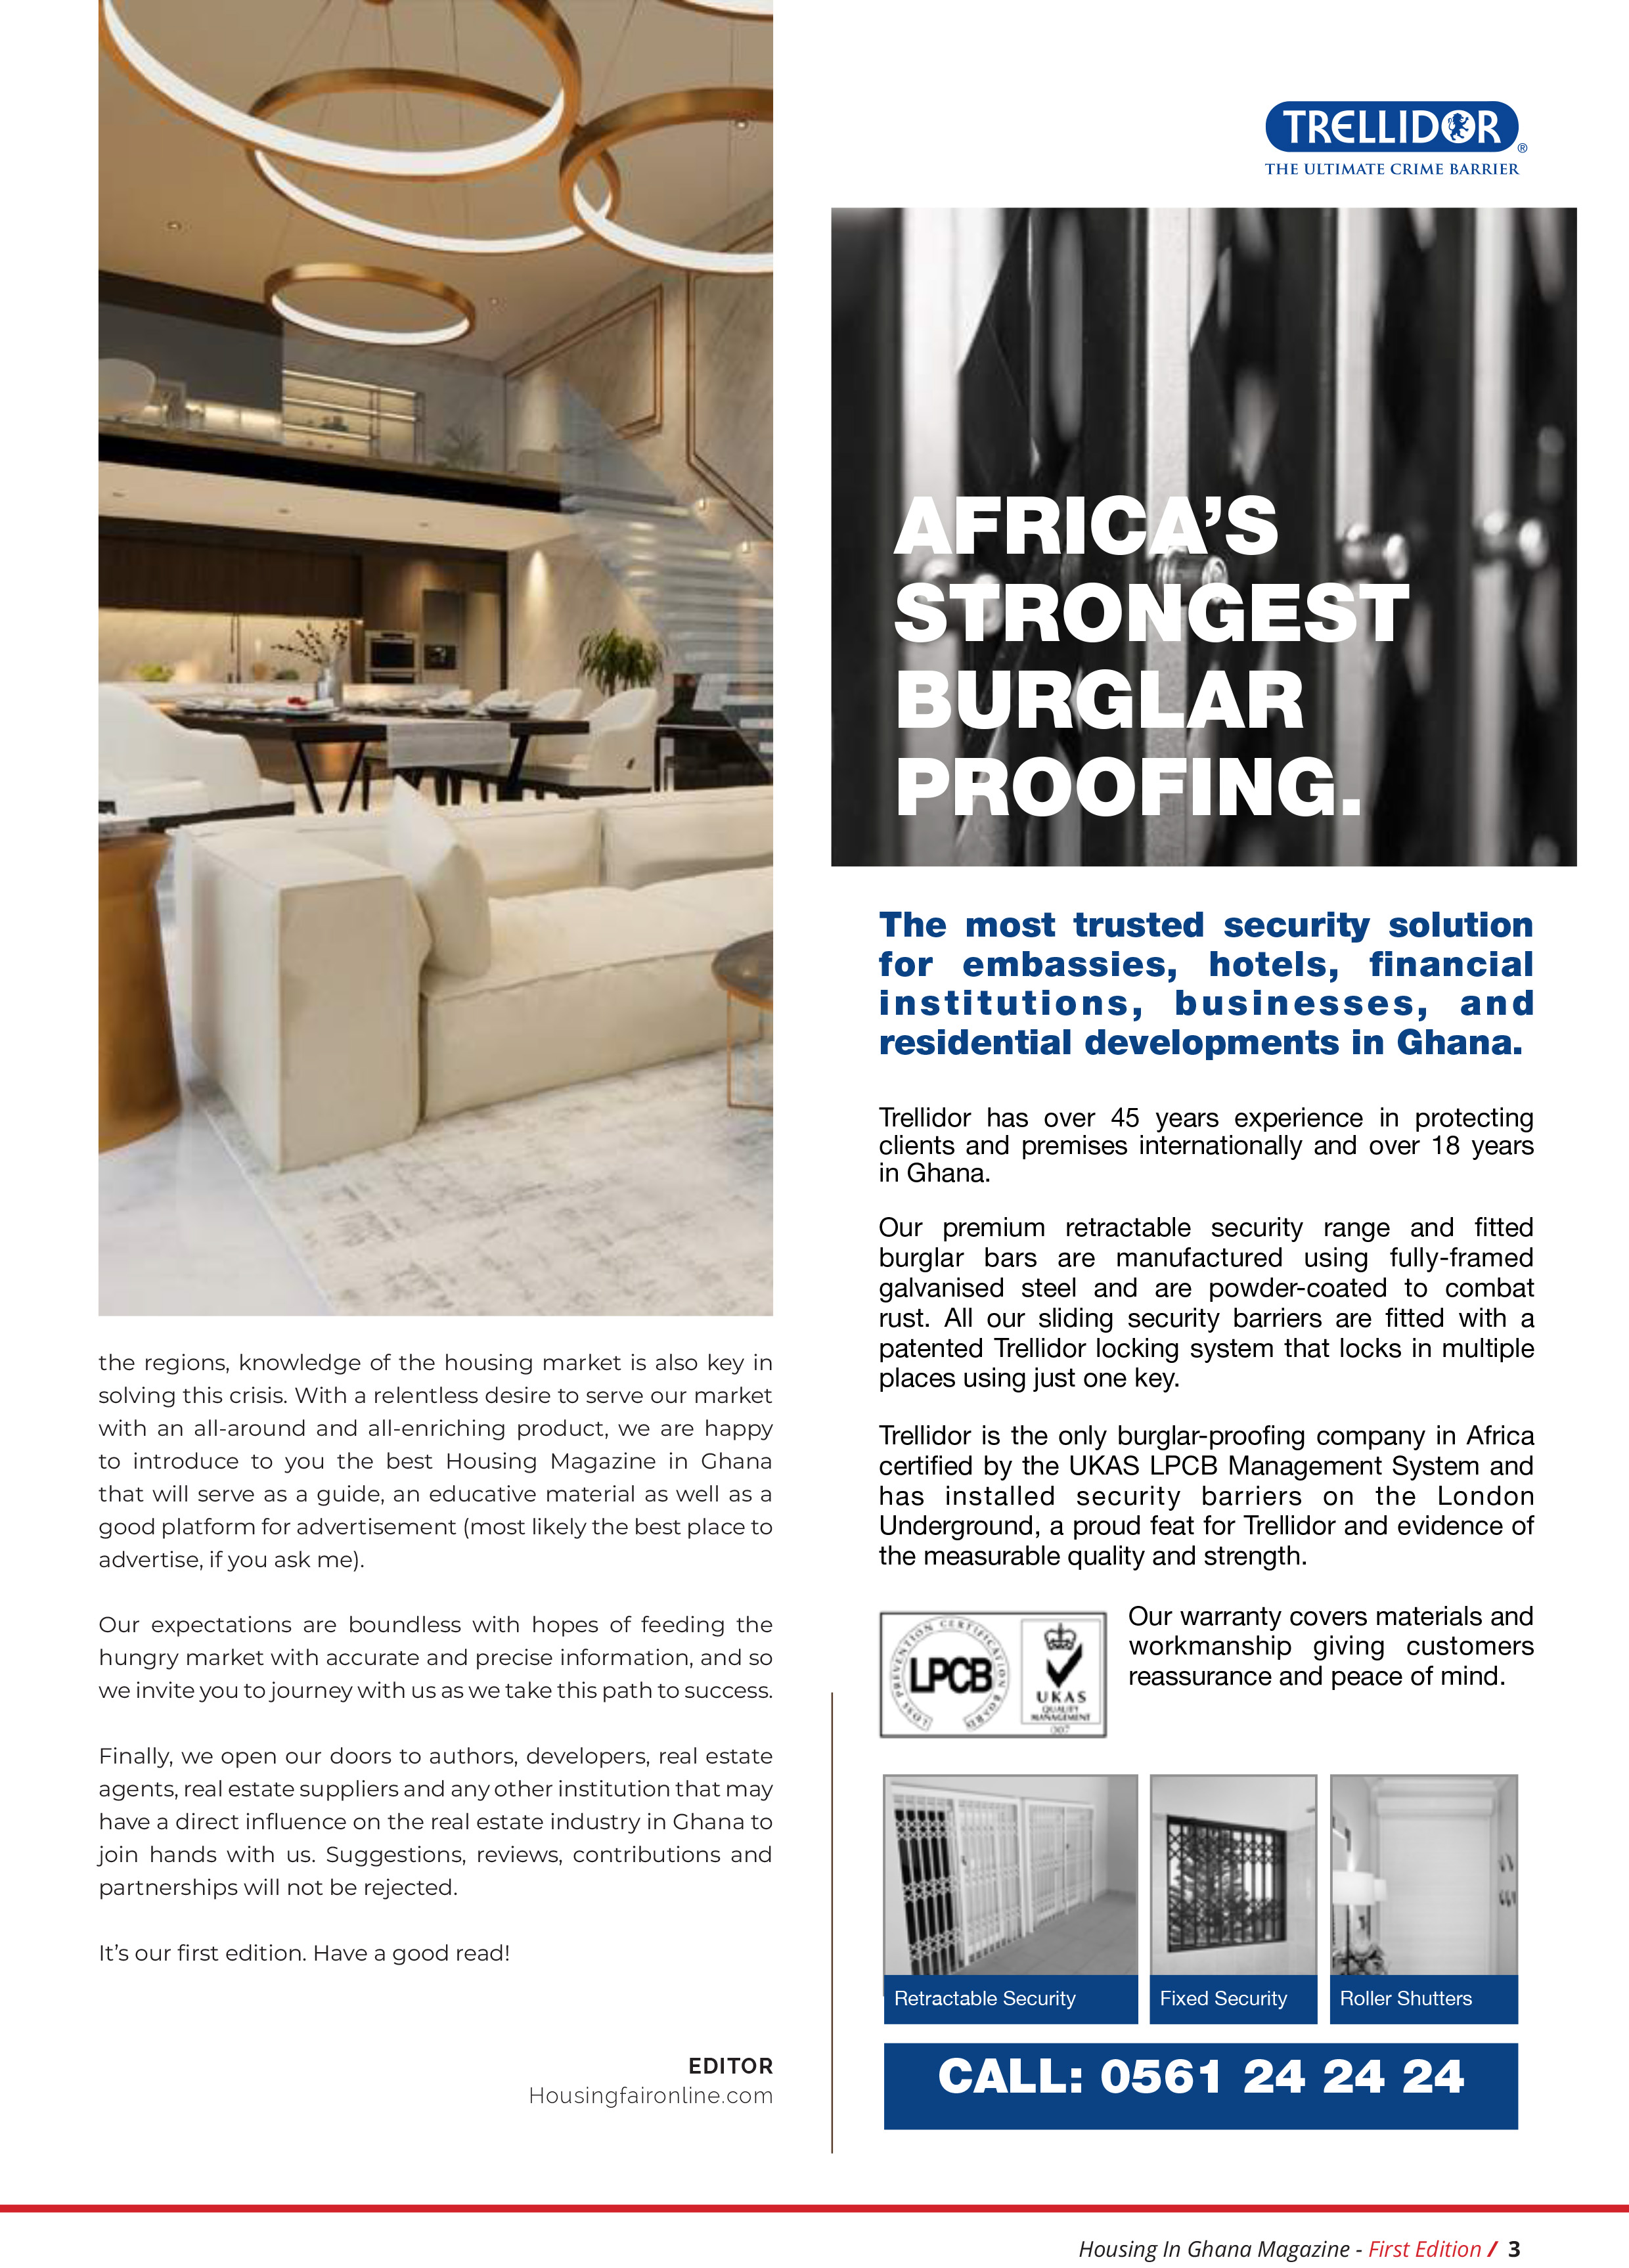 the regions, knowledge of the housing market is also key in
solving this crisis. With a relentless desire to serve our market
with an all-around and all-enriching product, we are happy
to introduce to you the best Housing Magazine in Ghana
that will serve as a guide, an educative material as well as a
good platform for advertisement (most likely the best place to
advertise, if you ask me).
Our expectations are boundless with hopes of feeding the
hungry market with accurate and precise information, and so
we invite you to journey with us as we take this path to success.
Finally, we open our doors to authors, developers, real estate
agents, real estate suppliers and any other institution that may
have a direct influence on the real estate industry in Ghana to
join hands with us. Suggestions, reviews, contributions and
partnerships will not be rejected.
It's our first edition. Have a good read!
EDITOR
Housingfaironline.com
TRELLIDOR®
THE ULTIMATE CRIME BARRIER
AFRICA'S
STRONGEST
BURGLAR
PROOFING.
The most trusted security solution
for embassies, hotels, financial
institutions, businesses, and
residential developments in Ghana.
Trellidor has over 45 years experience in protecting
clients and premises internationally and over 18 years
in Ghana.
Our premium retractable security range and fitted
burglar bars are manufactured using fully-framed
galvanised steel and are powder-coated to combat
rust. All our sliding security barriers are fitted with a
patented Trellidor locking system that locks in multiple
places using just one key.
Trellidor is the only burglar-proofing company in Africa
certified by the UKAS LPCB Management System and
has installed security barriers on the London
Underground, a proud feat for Trellidor and evidence of
the measurable quality and strength.
LOSS PREVENTION CERTIFICATION BOARD
LPCB
UKAS
QUALITY
MANAGEMENT
007
Our warranty covers materials and
workmanship giving customers
reassurance and peace of mind.
Retractable Security
Fixed Security
Roller Shutters
CALL: 0561 24 24 24
Housing In Ghana Magazine - First Edition / 3